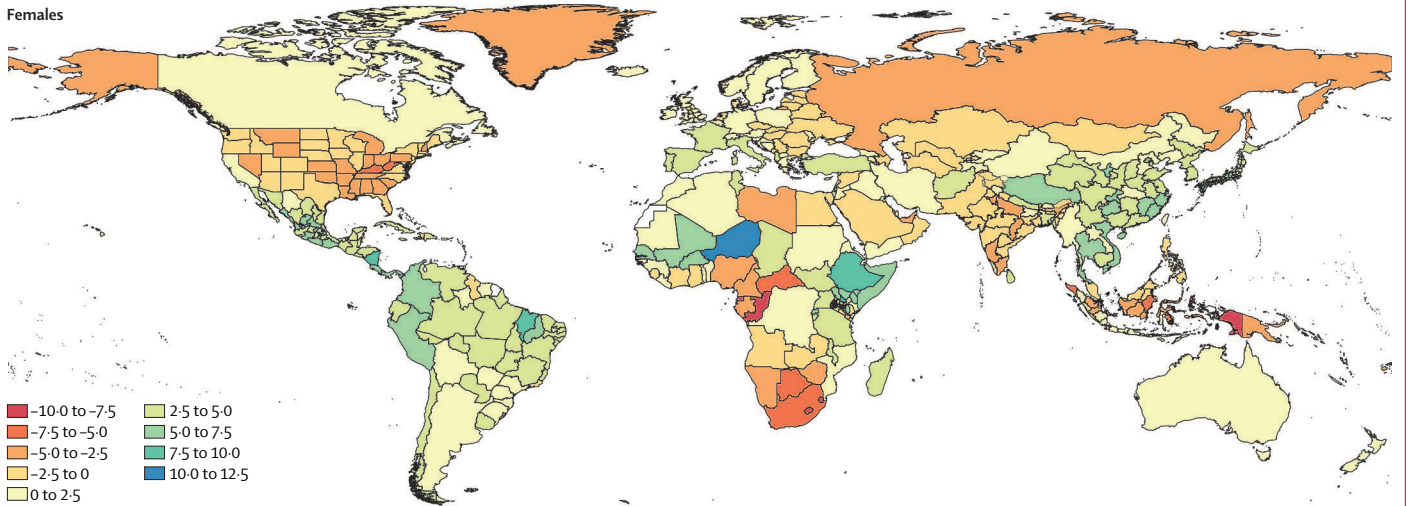 Females
–10·0 to –7·5
–7·5 to –5·0
–5·0 to –2·5
–2·5 to 0
0 to 2·5
2·5 to 5·0
5·0 to 7·5
7·5 to 10·0
10·0 to 12·5